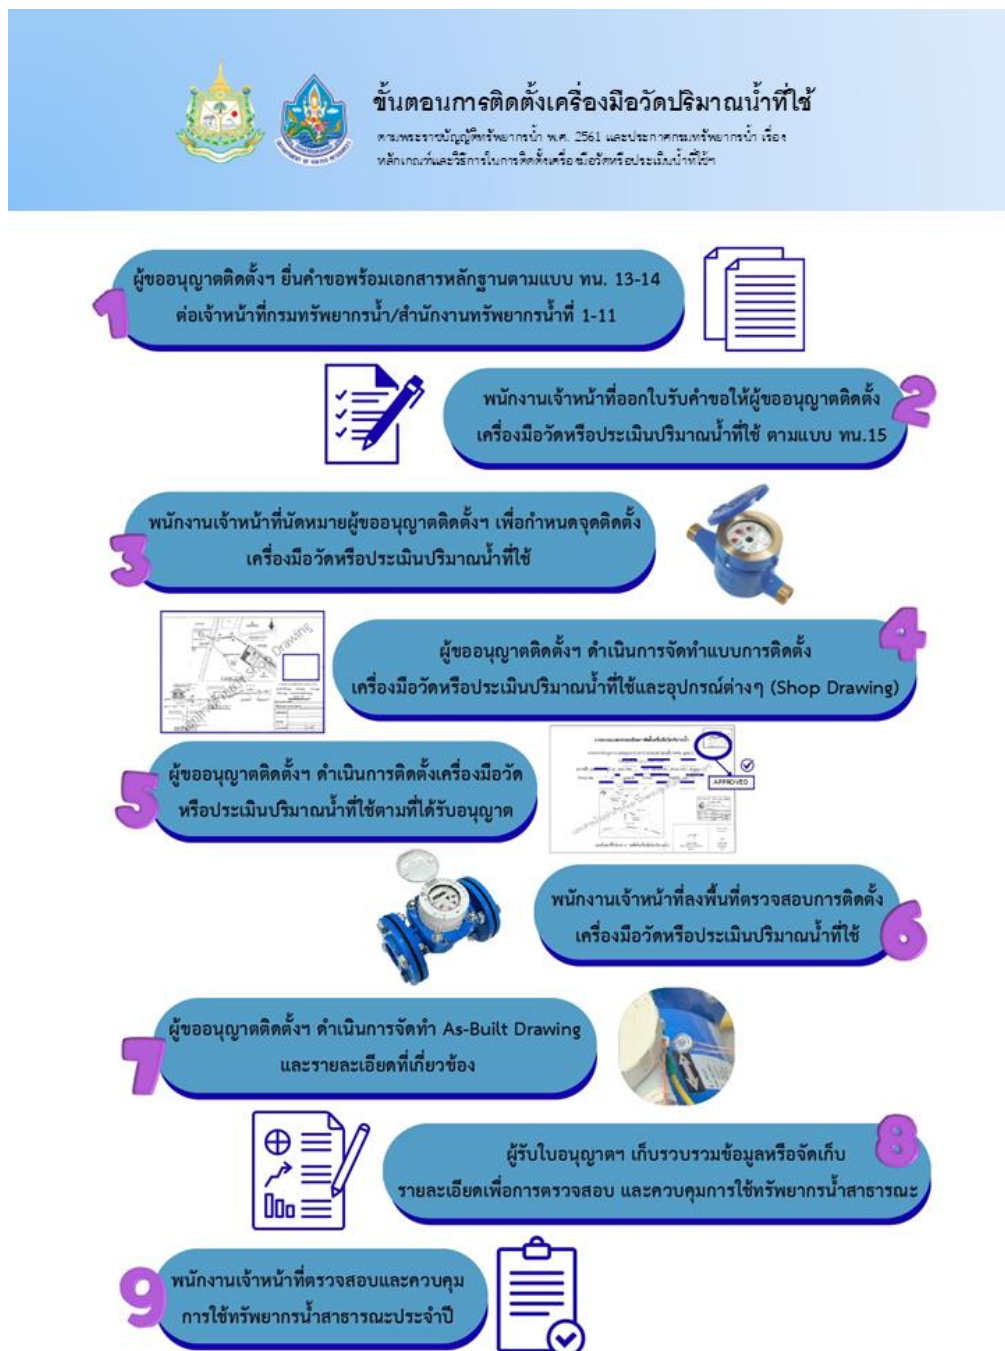 ขั้นตอนการติดตั้งเครื่องมือวัดปริมาณน้ำที่ใช้
ตามพระราชบัญญัติทรัพยากรน้ำ พ.ศ. 2561 และประกาศกรมทรัพยากรน้ำ เรื่อง
หลักเกณฑ์และวิธีการในการติดตั้งเครื่องมือวัดหรือประเมินน้ำที่ใช้ฯ
1
ผู้ขออนุญาตติดตั้งฯ ยื่นคำขอพร้อมเอกสารหลักฐานตามแบบ ทน. 13-14
ต่อเจ้าหน้าที่กรมทรัพยากรน้ำ/สำนักงานทรัพยากรน้ำที่ 1-11
2
พนักงานเจ้าหน้าที่ออกใบรับคำขอให้ผู้ขออนุญาตติดตั้ง
เครื่องมือวัดหรือประเมินปริมาณน้ำที่ใช้ ตามแบบ ทน.15
3
พนักงานเจ้าหน้าที่นัดหมายผู้ขออนุญาตติดตั้งฯ เพื่อกำหนดจุดติดตั้ง
เครื่องมือวัดหรือประเมินปริมาณน้ำที่ใช้
4
ผู้ขออนุญาตติดตั้งฯ ดำเนินการจัดทำแบบการติดตั้ง
เครื่องมือวัดหรือประเมินปริมาณน้ำที่ใช้และอุปกรณ์ต่างๆ (Shop Drawing)
5
ผู้ขออนุญาตติดตั้งฯ ดำเนินการติดตั้งเครื่องมือวัด
หรือประเมินปริมาณน้ำที่ใช้ตามที่ได้รับอนุญาต
APPROVED
6
พนักงานเจ้าหน้าที่ลงพื้นที่ตรวจสอบการติดตั้ง
เครื่องมือวัดหรือประเมินปริมาณน้ำที่ใช้
7
ผู้ขออนุญาตติดตั้งฯ ดำเนินการจัดทำ As-Built Drawing
และรายละเอียดที่เกี่ยวข้อง
8
ผู้รับใบอนุญาตฯ เก็บรวบรวมข้อมูลหรือจัดเก็บ
รายละเอียดเพื่อการตรวจสอบ และควบคุมการใช้ทรัพยากรน้ำสาธารณะ
9
พนักงานเจ้าหน้าที่ตรวจสอบและควบคุม
การใช้ทรัพยากรน้ำสาธารณะประจำปี